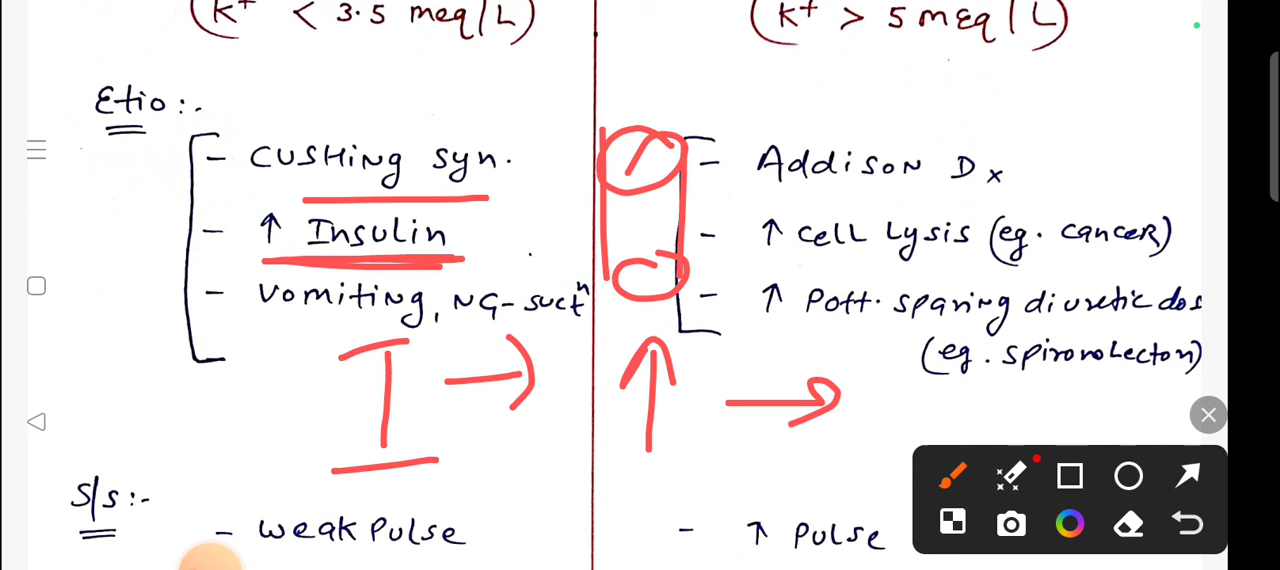 (K+ < 3.5 meq/L)
(K+ > 5 mEq/L)
Etio:-
- CUSHING Syn.
- ↑ Insulin
- Vomiting, NG-suctⁿ
- Addison Dx
- ↑ Cell Lysis (eg. cancer)
- ↑ Pott. sparing diuretic dos
(eg. spironolecton)
I →
↑ →
S/s:-
- Weak Pulse
- ↑ Pulse